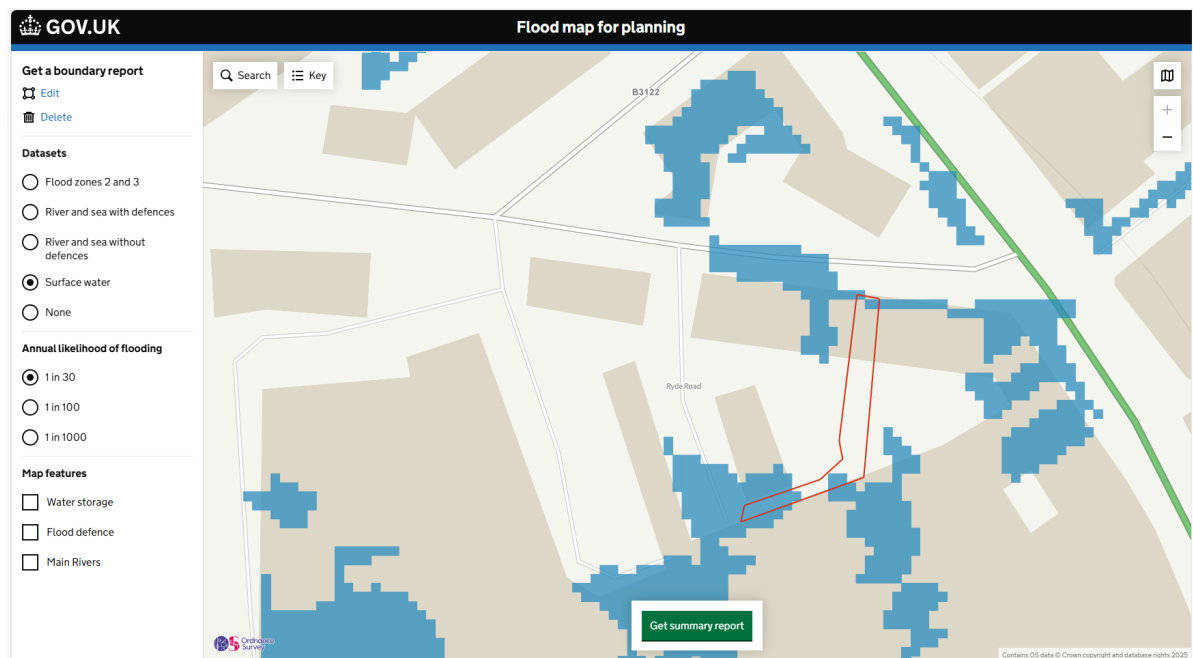 GOV.UK
Flood map for planning
Get a boundary report
Edit
Delete
Datasets
Flood zones 2 and 3
River and sea with defences
River and sea without
defences
Surface water
None
Annual likelihood of flooding
1 in 30
1 in 100
1 in 1000
Map features
Water storage
Flood defence
Main Rivers
Search
Key
B3122
Ryde Road
Get summary report
Ordnance
Survey
Contains OS data © Crown copyright and database rights 2025